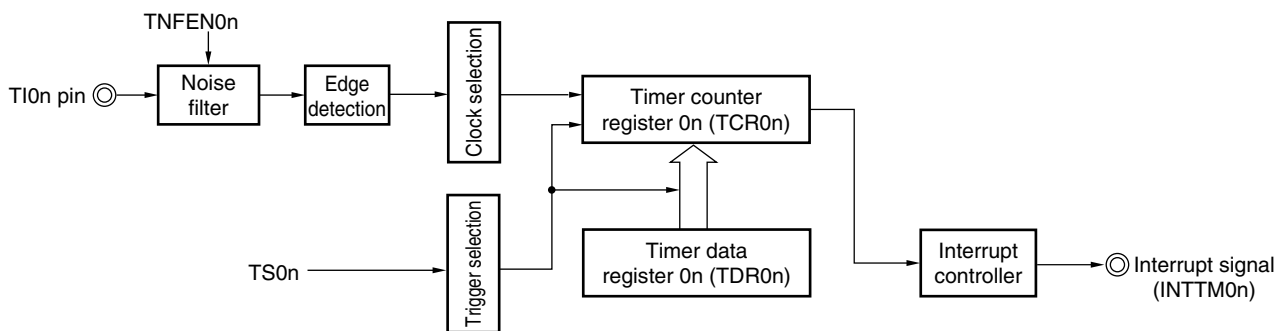 TNFEN0n
TI0n pin
Noise
filter
Edge
detection
Clock selection
Timer counter
register 0n (TCR0n)
TS0n
Trigger selection
Timer data
register 0n (TDR0n)
Interrupt
controller
Interrupt signal
(INTTM0n)